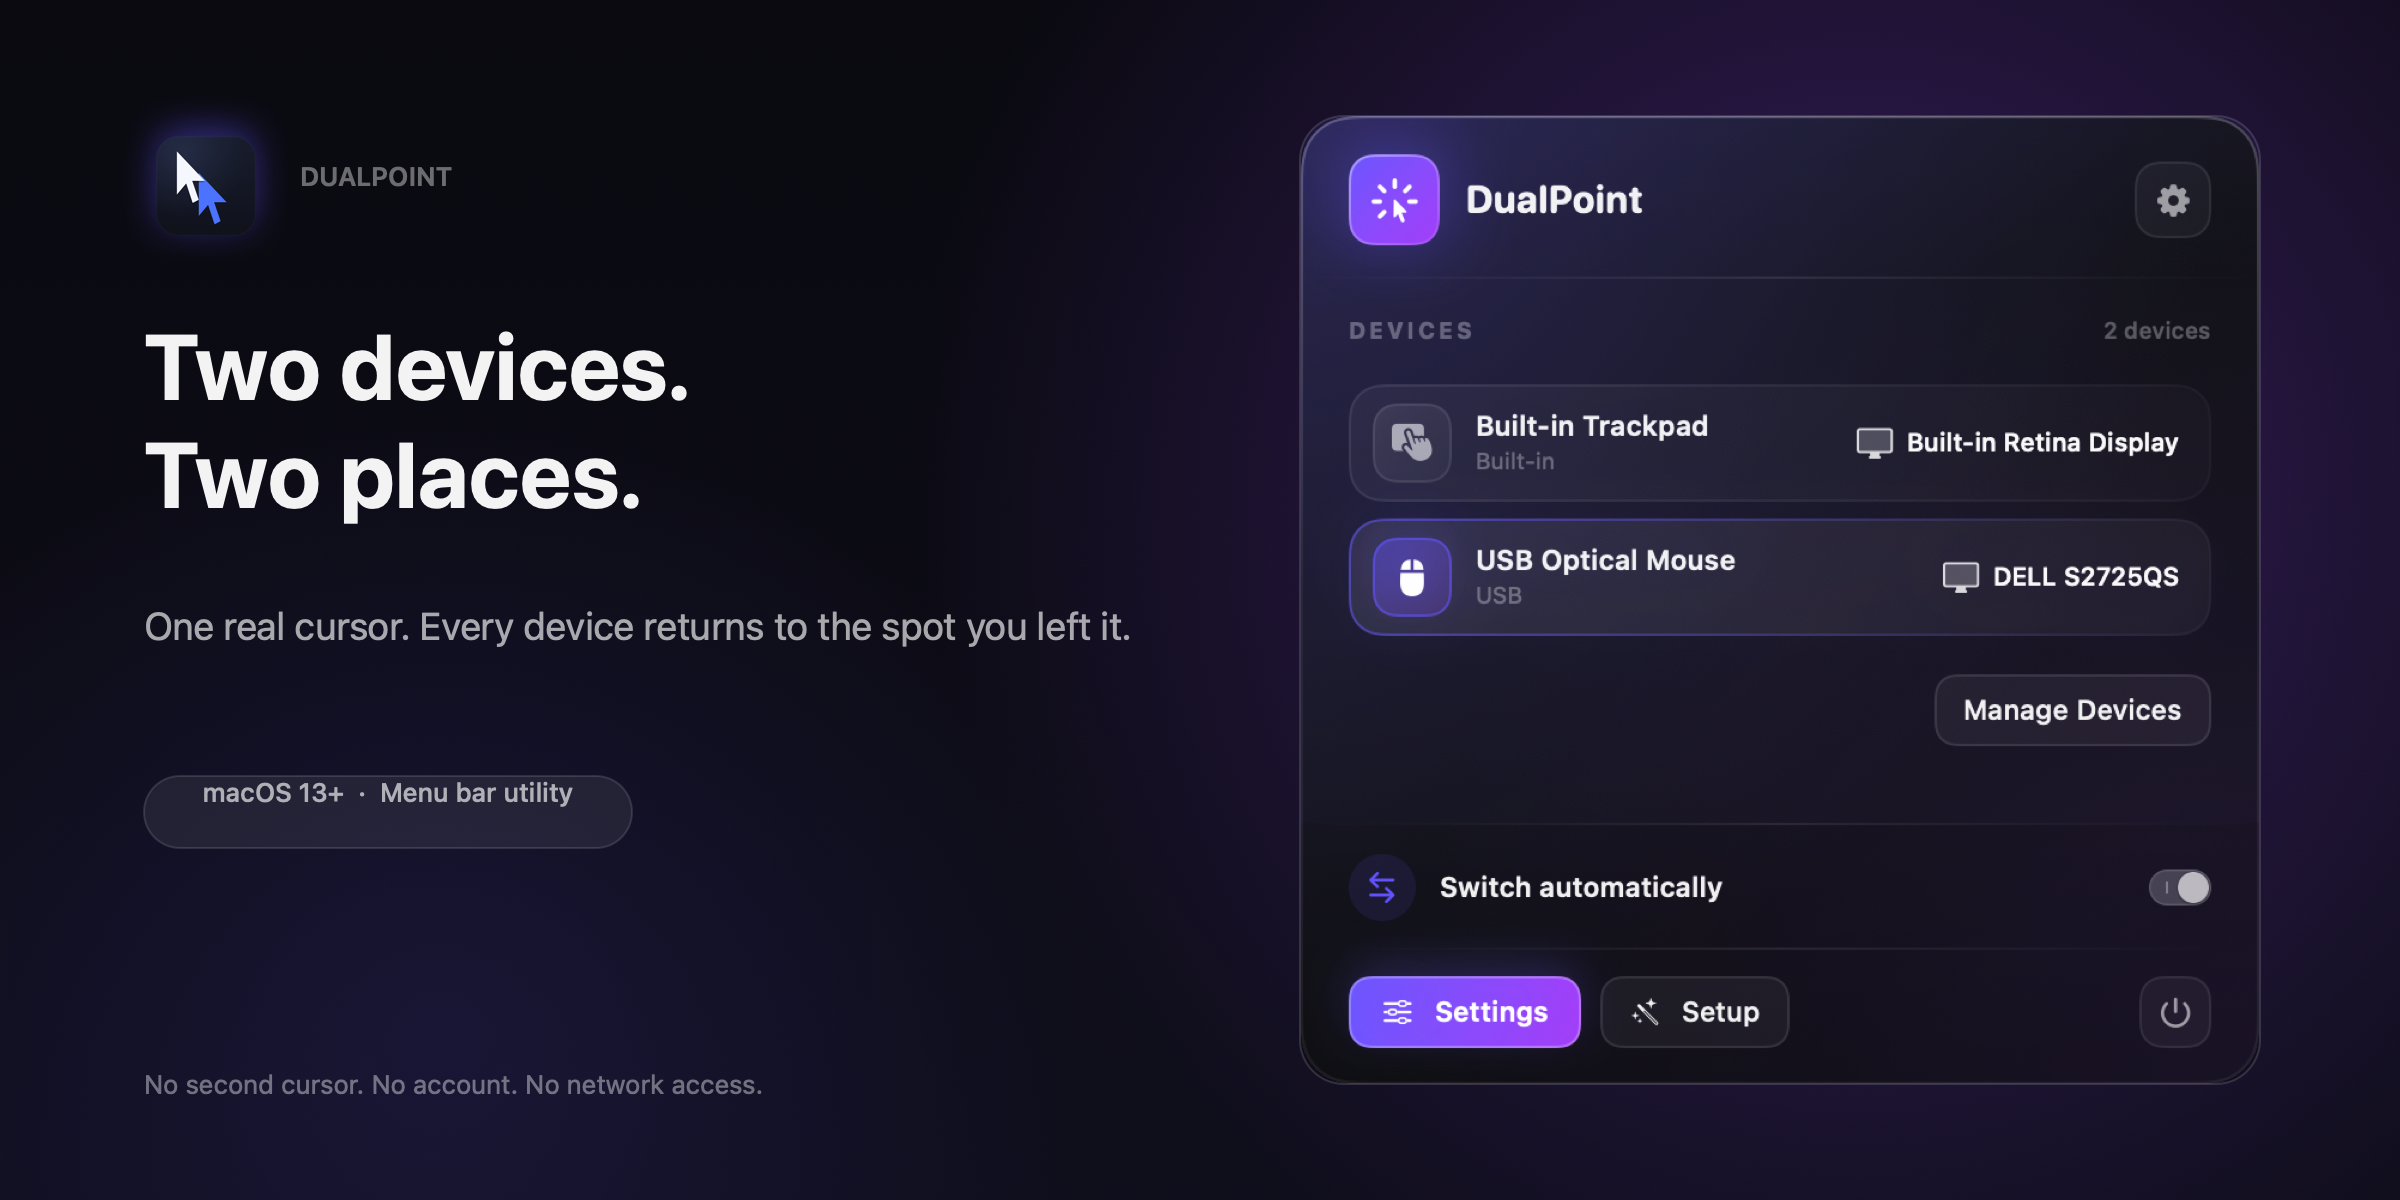 DUALPOINT
Two devices.
Two places.
One real cursor. Every device returns to the spot you left it.
macOS 13+ · Menu bar utility
No second cursor. No account. No network access.
DualPoint
DEVICES
2 devices
Built-in Trackpad
Built-in
Built-in Retina Display
USB Optical Mouse
USB
DELL S2725QS
Manage Devices
Switch automatically
Settings
Setup